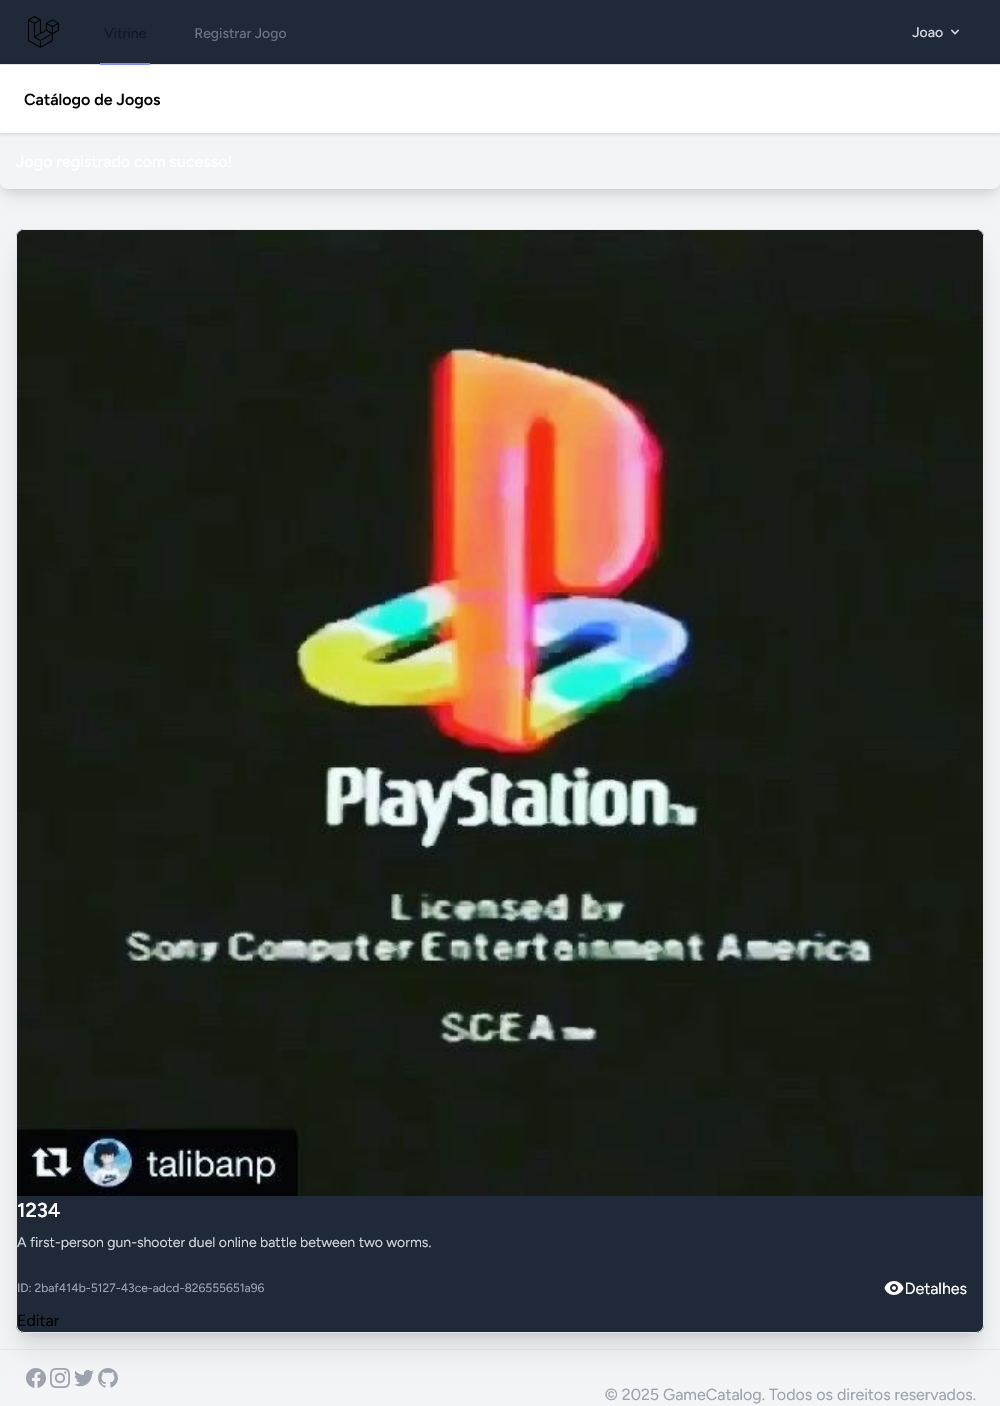 Vitrine
Registrar Jogo
Joao
Catálogo de Jogos
Jogo registrado com sucesso!
PlayStation
Licensed by
Sony Computer Entertainment America
SCEA
talibanp
1234
A first-person gun-shooter duel online battle between two worms.
ID: 2baf414b-5127-43ce-adcd-826555651a96
Detalhes
Editar
© 2025 GameCatalog. Todos os direitos reservados.